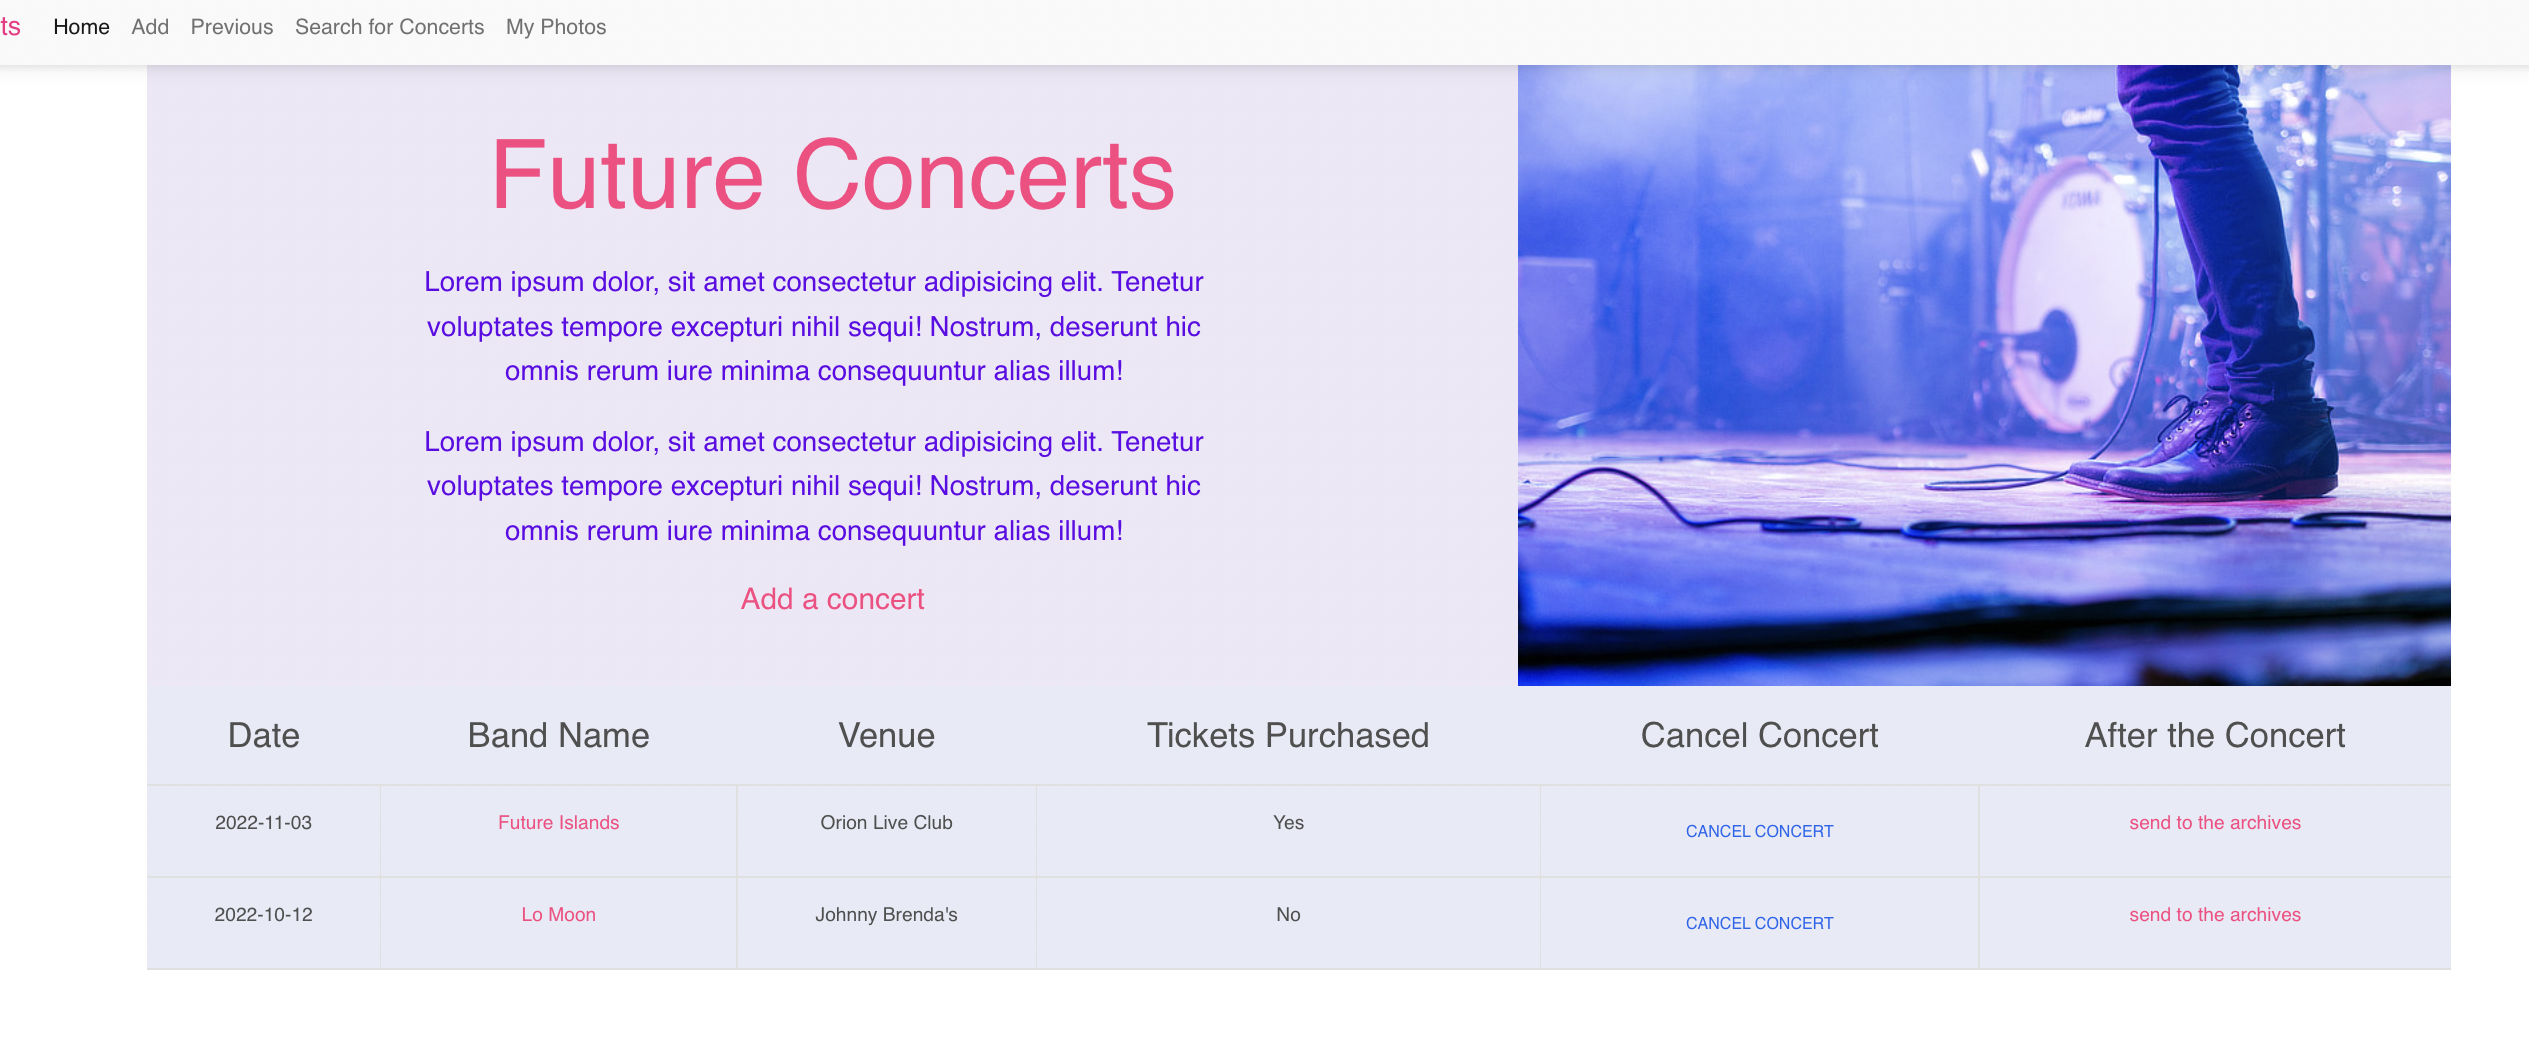 ts Home Add Previous Search for Concerts My Photos
Future Concerts
Lorem ipsum dolor, sit amet consectetur adipisicing elit. Tenetur
voluptates tempore excepturi nihil sequi! Nostrum, deserunt hic
omnis rerum iure minima consequuntur alias illum!
Lorem ipsum dolor, sit amet consectetur adipisicing elit. Tenetur
voluptates tempore excepturi nihil sequi! Nostrum, deserunt hic
omnis rerum iure minima consequuntur alias illum!
Add a concert
TAMA
Date Band Name Venue Tickets Purchased Cancel Concert After the Concert
2022-11-03 Future Islands Orion Live Club Yes CANCEL CONCERT send to the archives
2022-10-12 Lo Moon Johnny Brenda's No CANCEL CONCERT send to the archives